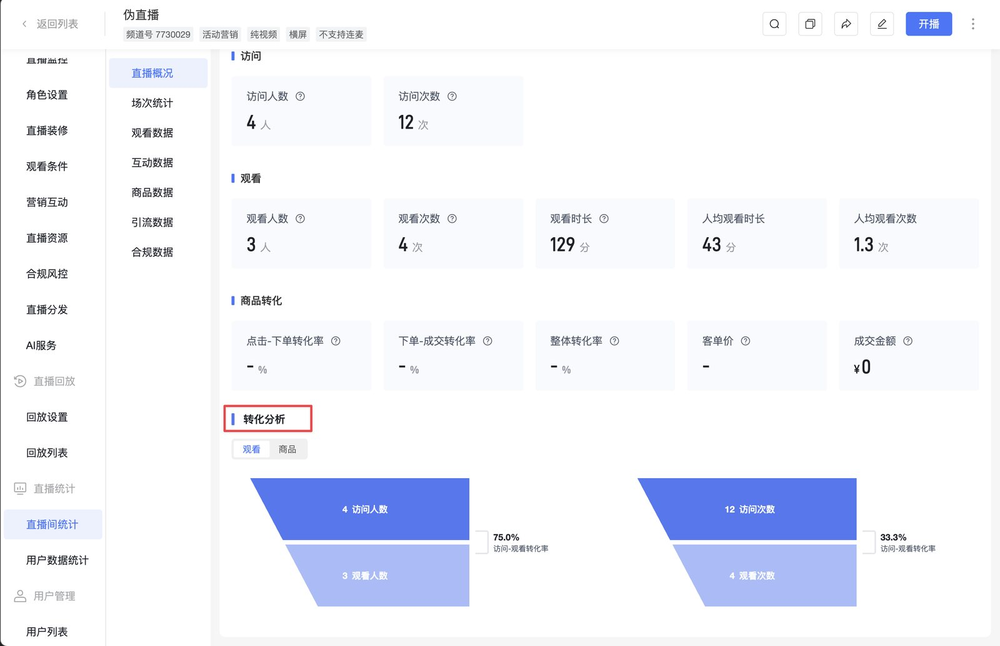 返回列表
伪直播
频道号 7730029 活动营销 纯视频 横屏 不支持连麦
开播
直播监控
角色设置
直播装修
观看条件
营销互动
直播资源
合规风控
直播分发
AI服务
直播回放
回放设置
回放列表
直播统计
直播间统计
用户数据统计
用户管理
用户列表
直播概况
场次统计
观看数据
互动数据
商品数据
引流数据
合规数据
访问
访问人数
4 人
访问次数
12 次
观看
观看人数
3 人
观看次数
4 次
观看时长
129 分
人均观看时长
43 分
人均观看次数
1.3 次
商品转化
点击-下单转化率
- %
下单-成交转化率
- %
整体转化率
- %
客单价
-
成交金额
¥0
转化分析
观看 商品
4 访问人数
3 观看人数
75.0%
访问-观看转化率
12 访问次数
4 观看次数
33.3%
访问-观看转化率